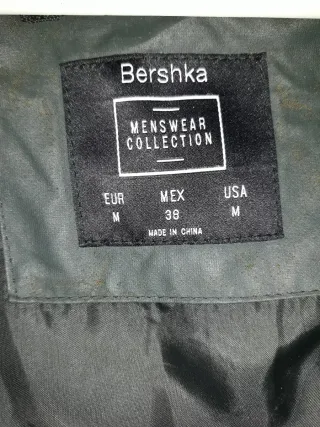 Bershka
MENSWEAR
COLLECTION
EUR MEX USA
M 38 M
MADE IN CHINA